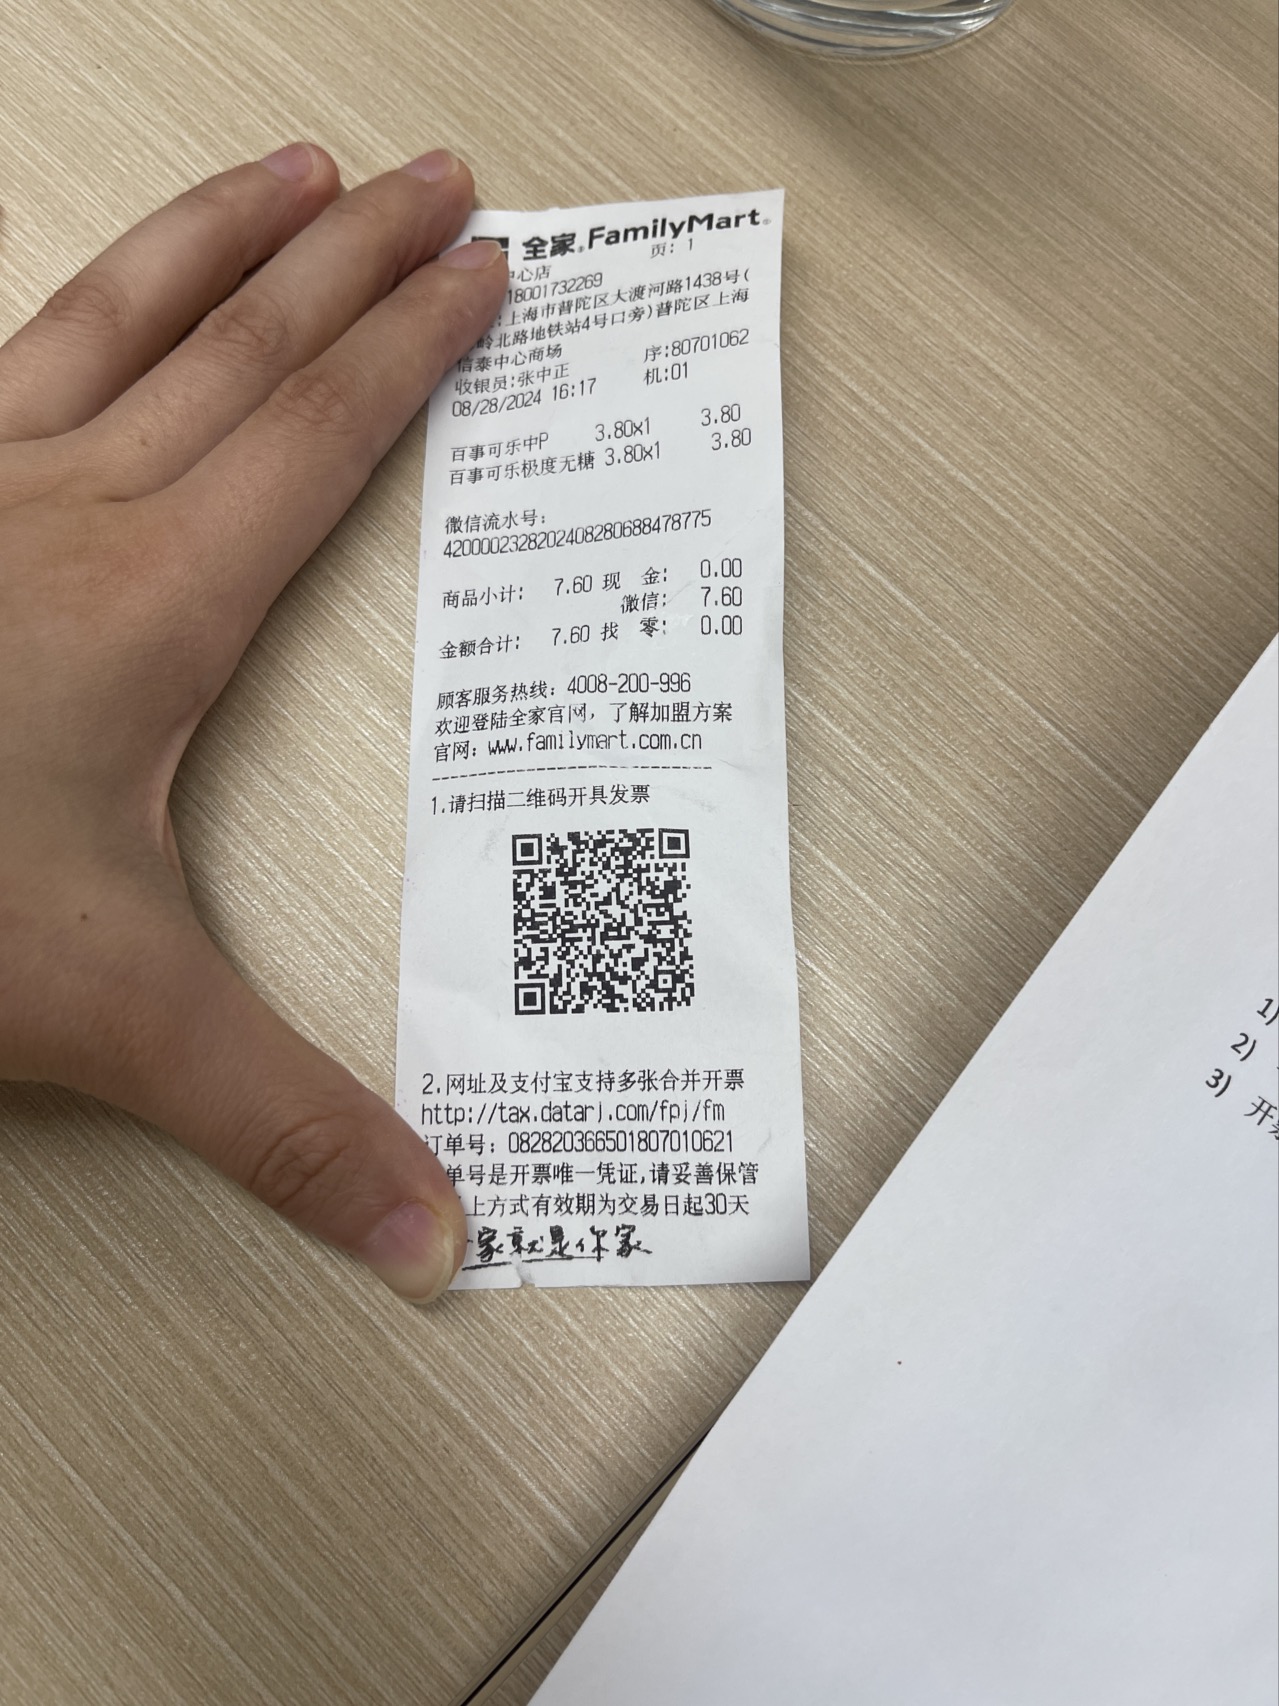 全家®FamilyMart®
页: 1
中心店
18001732269
:上海市普陀区大渡河路1438号(
岭北路地铁站4号口旁)普陀区上海
信泰中心商场
收银员:张中正 序:80701062
08/28/2024 16:17 机:01
百事可乐中P 3.80x1 3.80
百事可乐极度无糖 3.80x1 3.80
微信流水号:
4200002328202408280688478775
商品小计: 7.60 现 金: 0.00
微信: 7.60
金额合计: 7.60 找 零: 0.00
顾客服务热线: 4008-200-996
欢迎登陆全家官网, 了解加盟方案
官网: www.familymart.com.cn
--------------------------------
1.请扫描二维码开具发票
2.网址及支付宝支持多张合并开票
http://tax.datarj.com/fpj/fm
订单号: 082820366501807010621
单号是开票唯一凭证,请妥善保管
上方式有效期为交易日起30天
家就是你家
1)
2)
3) 开